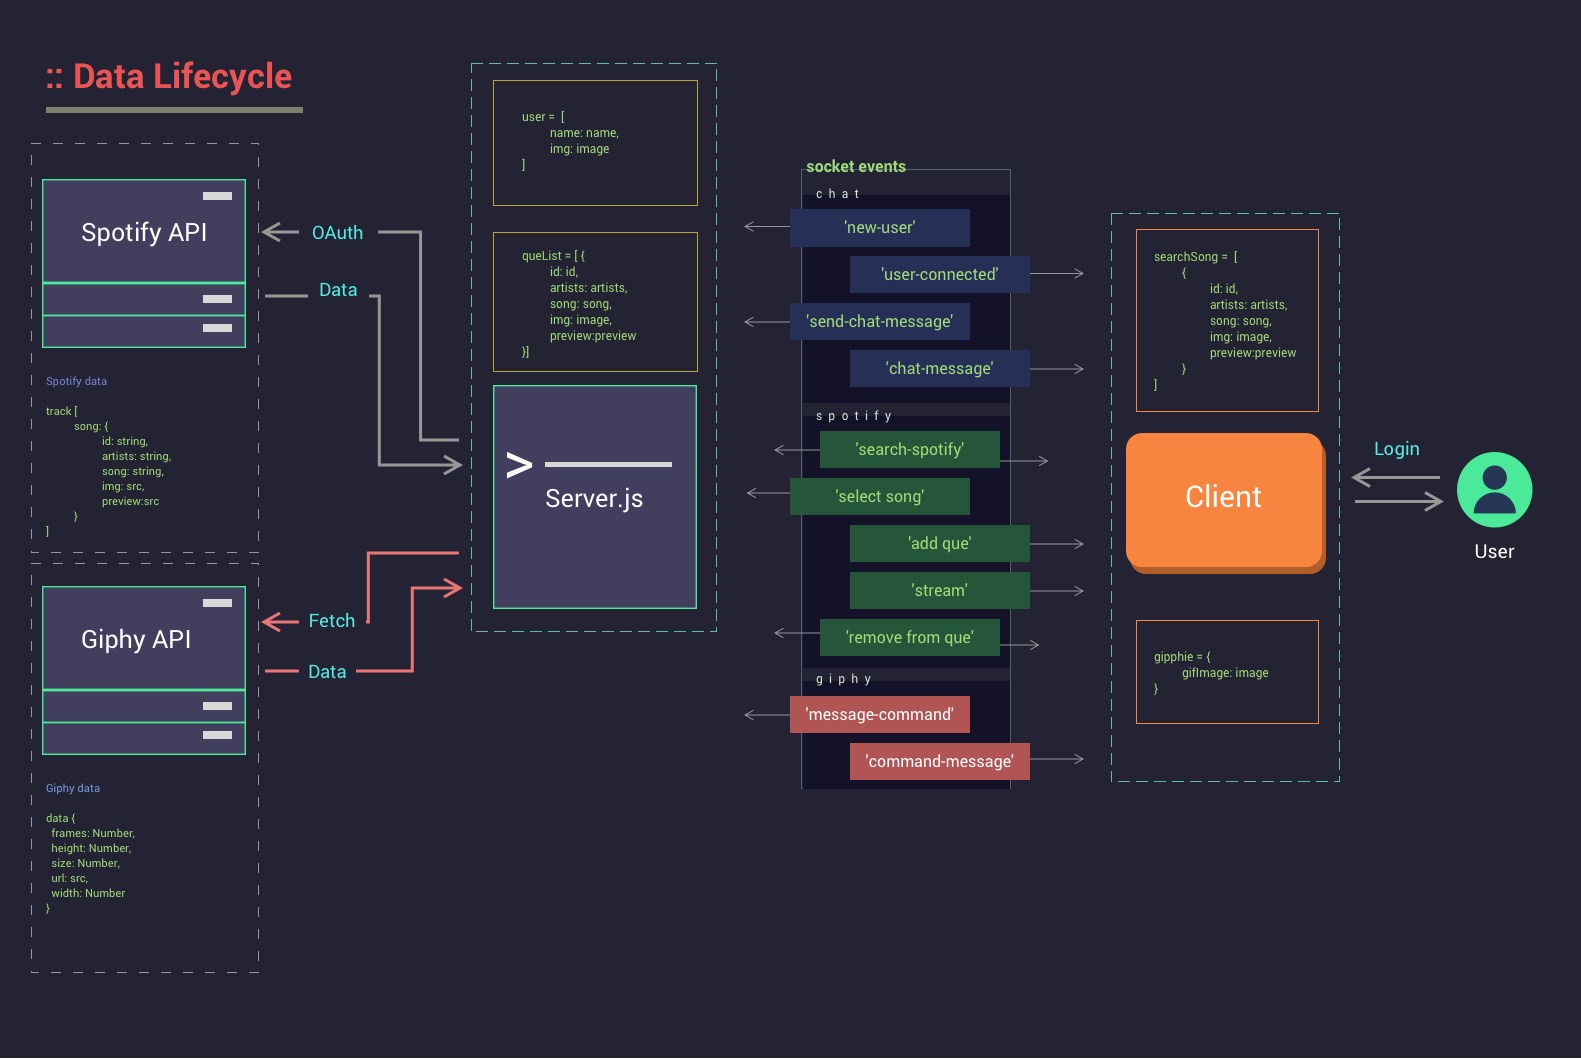 :: Data Lifecycle
Spotify API
Spotify data
track [
song: {
id: string,
artists: string,
song: string,
img: src,
preview:src
}
]
Giphy API
Giphy data
data {
frames: Number,
height: Number,
size: Number,
url: src,
width: Number
}
OAuth
Data
Fetch
Data
user = [
name: name,
img: image
]
queList = [ {
id: id,
artists: artists,
song: song,
img: image,
preview:preview
}]
>
Server.js
socket events
chat
'new-user'
'user-connected'
'send-chat-message'
'chat-message'
spotify
'search-spotify'
'select song'
'add que'
'stream'
'remove from que'
giphy
'message-command'
'command-message'
searchSong = [
{
id: id,
artists: artists,
song: song,
img: image,
preview:preview
}
]
Client
gipphie = {
gifImage: image
}
Login
User